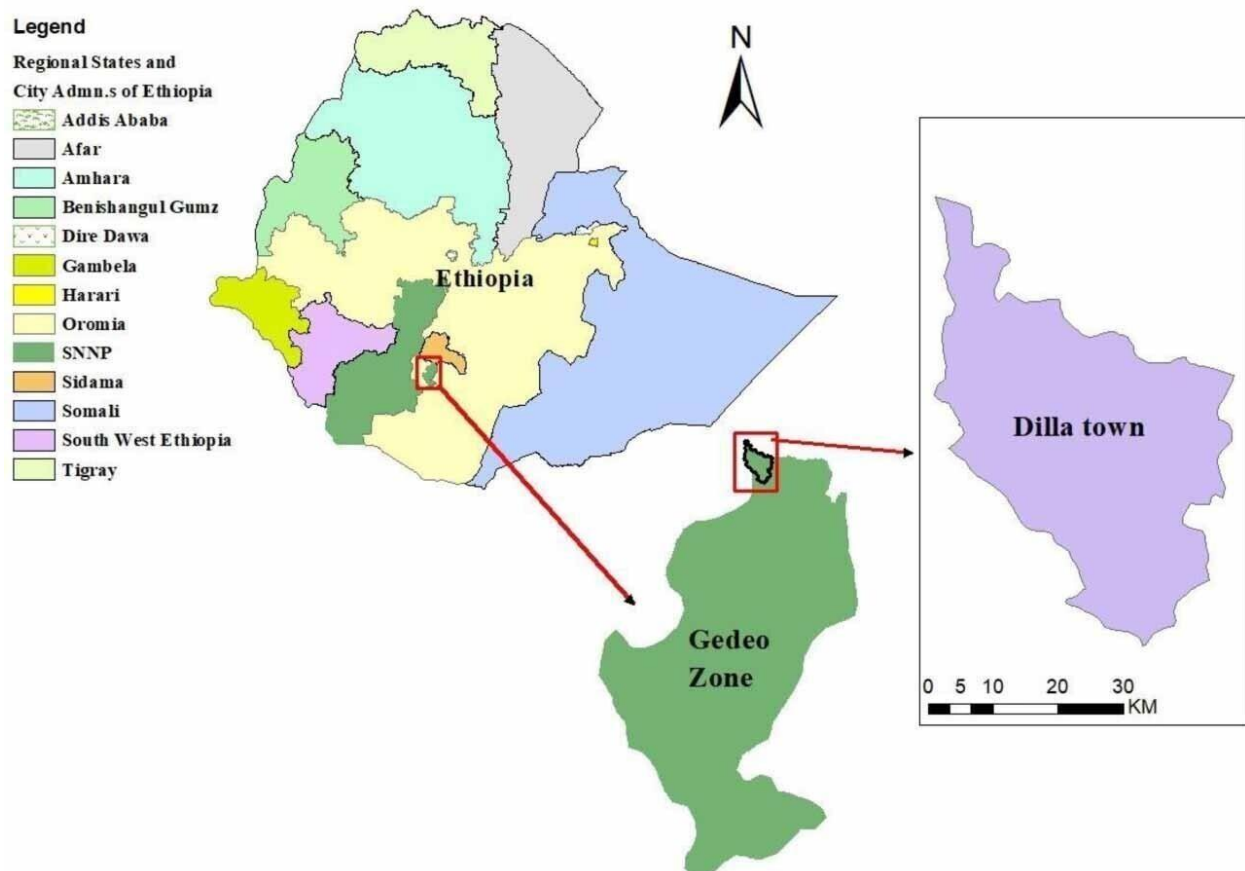 Legend
Regional States and
City Admn.s of Ethiopia
Addis Ababa
Afar
Amhara
Benishangul Gumz
Dire Dawa
Gambela
Harari
Oromia
SNNP
Sidama
Somali
South West Ethiopia
Tigray
N
Ethiopia
Dilla town
Gedeo
Zone
0 5 10 20 30
KM